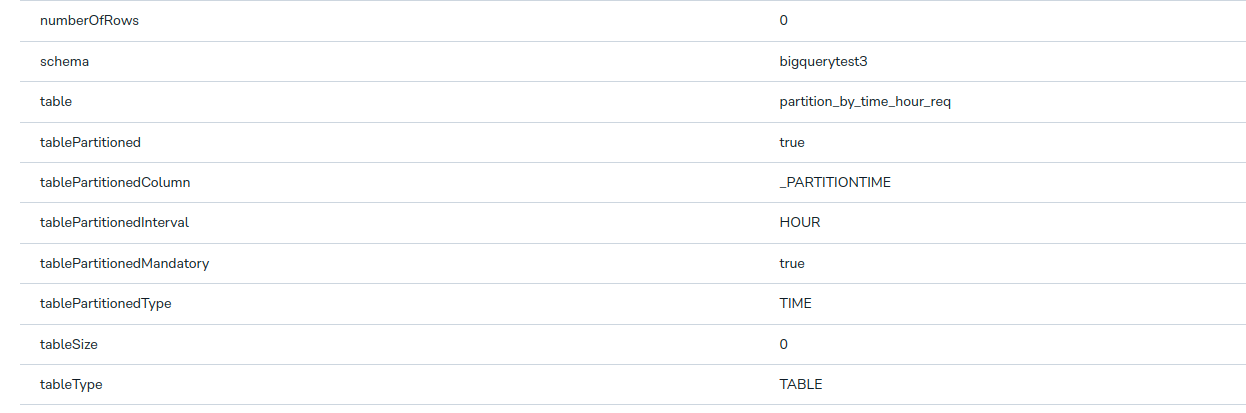 numberOfRows 0
schema bigquerytest3
table partition_by_time_hour_req
tablePartitioned true
tablePartitionedColumn _PARTITIONTIME
tablePartitionedInterval HOUR
tablePartitionedMandatory true
tablePartitionedType TIME
tableSize 0
tableType TABLE